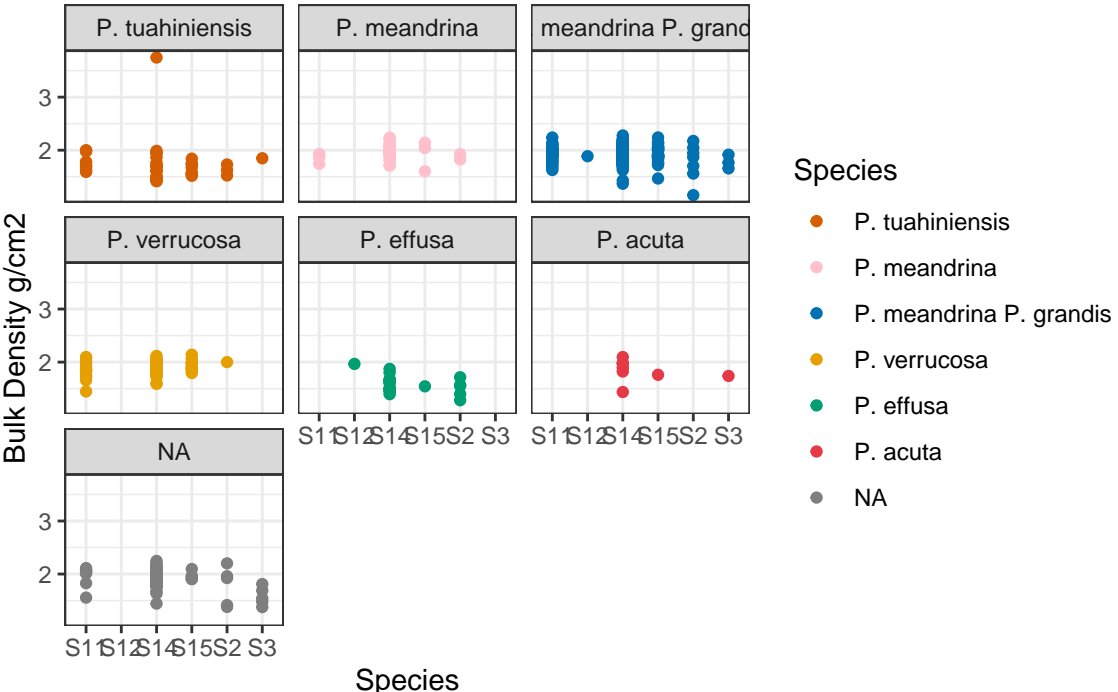 P. tuahiniensis
P. meandrina
meandrina P. grand
3
2
P. verrucosa
P. effusa
P. acuta
3
2
S11 S12 S14 S15 S2 S3
S11 S12 S14 S15 S2 S3
NA
3
2
S11 S12 S14 S15 S2 S3
Bulk Density g/cm2
Species
Species
P. tuahiniensis
P. meandrina
P. meandrina P. grandis
P. verrucosa
P. effusa
P. acuta
NA